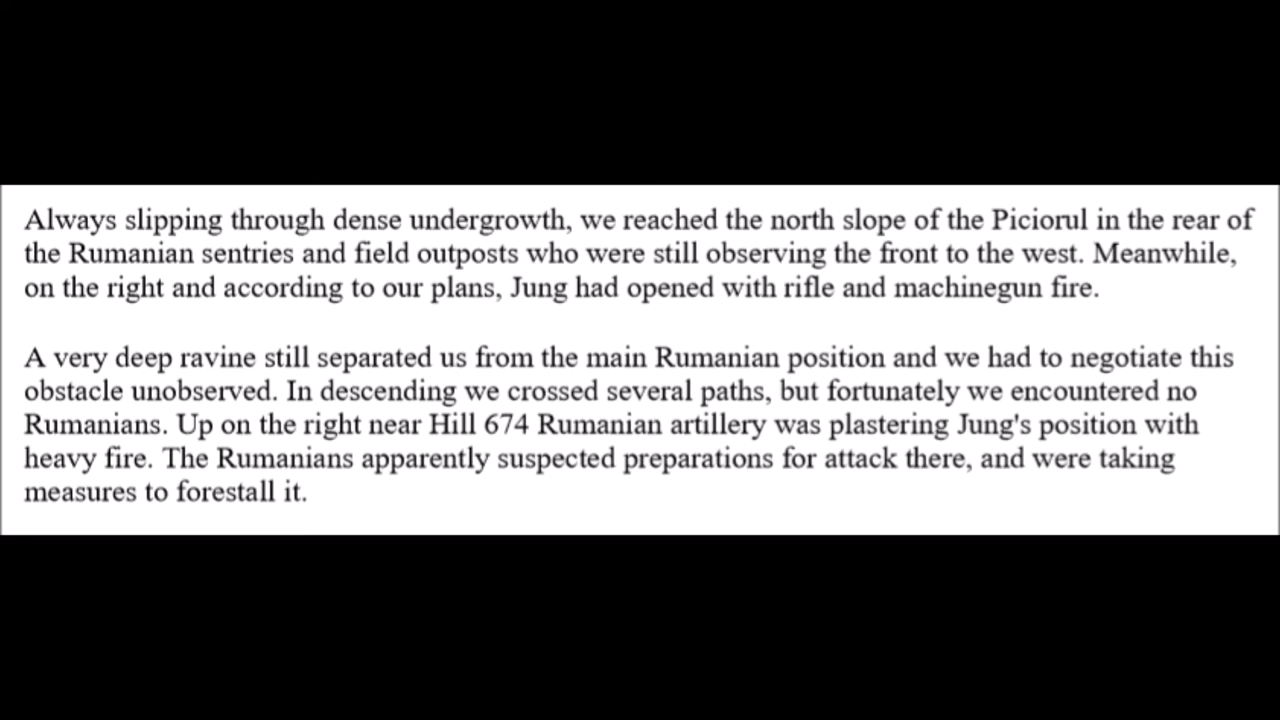 Always slipping through dense undergrowth, we reached the north slope of the Piciorul in the rear of
the Rumanian sentries and field outposts who were still observing the front to the west. Meanwhile,
on the right and according to our plans, Jung had opened with rifle and machinegun fire.
A very deep ravine still separated us from the main Rumanian position and we had to negotiate this
obstacle unobserved. In descending we crossed several paths, but fortunately we encountered no
Rumanians. Up on the right near Hill 674 Rumanian artillery was plastering Jung's position with
heavy fire. The Rumanians apparently suspected preparations for attack there, and were taking
measures to forestall it.